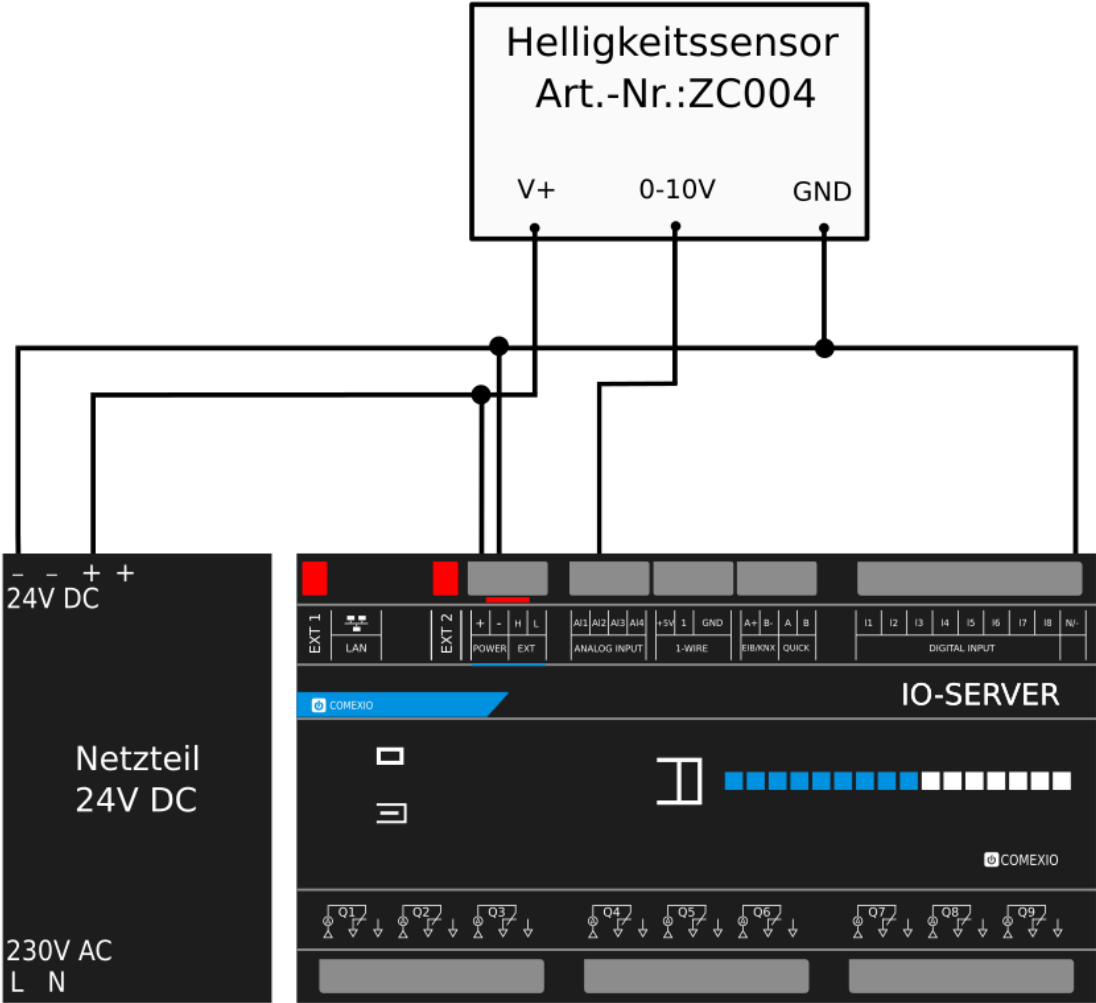 Helligkeitssensor
Art.-Nr.:ZC004
V+ 0-10V GND
– – + +
24V DC
Netzteil
24V DC
230V AC
L N
EXT 1
LAN
EXT 2
+ - H L
POWER EXT
AI1 AI2 AI3 AI4
ANALOG INPUT
+5V 1 GND
1-WIRE
A+ B- A B
EIB/KNX QUICK
I1 I2 I3 I4 I5 I6 I7 I8 N/-
DIGITAL INPUT
COMEXIO
IO-SERVER
COMEXIO
Q1 Q2 Q3 Q4 Q5 Q6 Q7 Q8 Q9